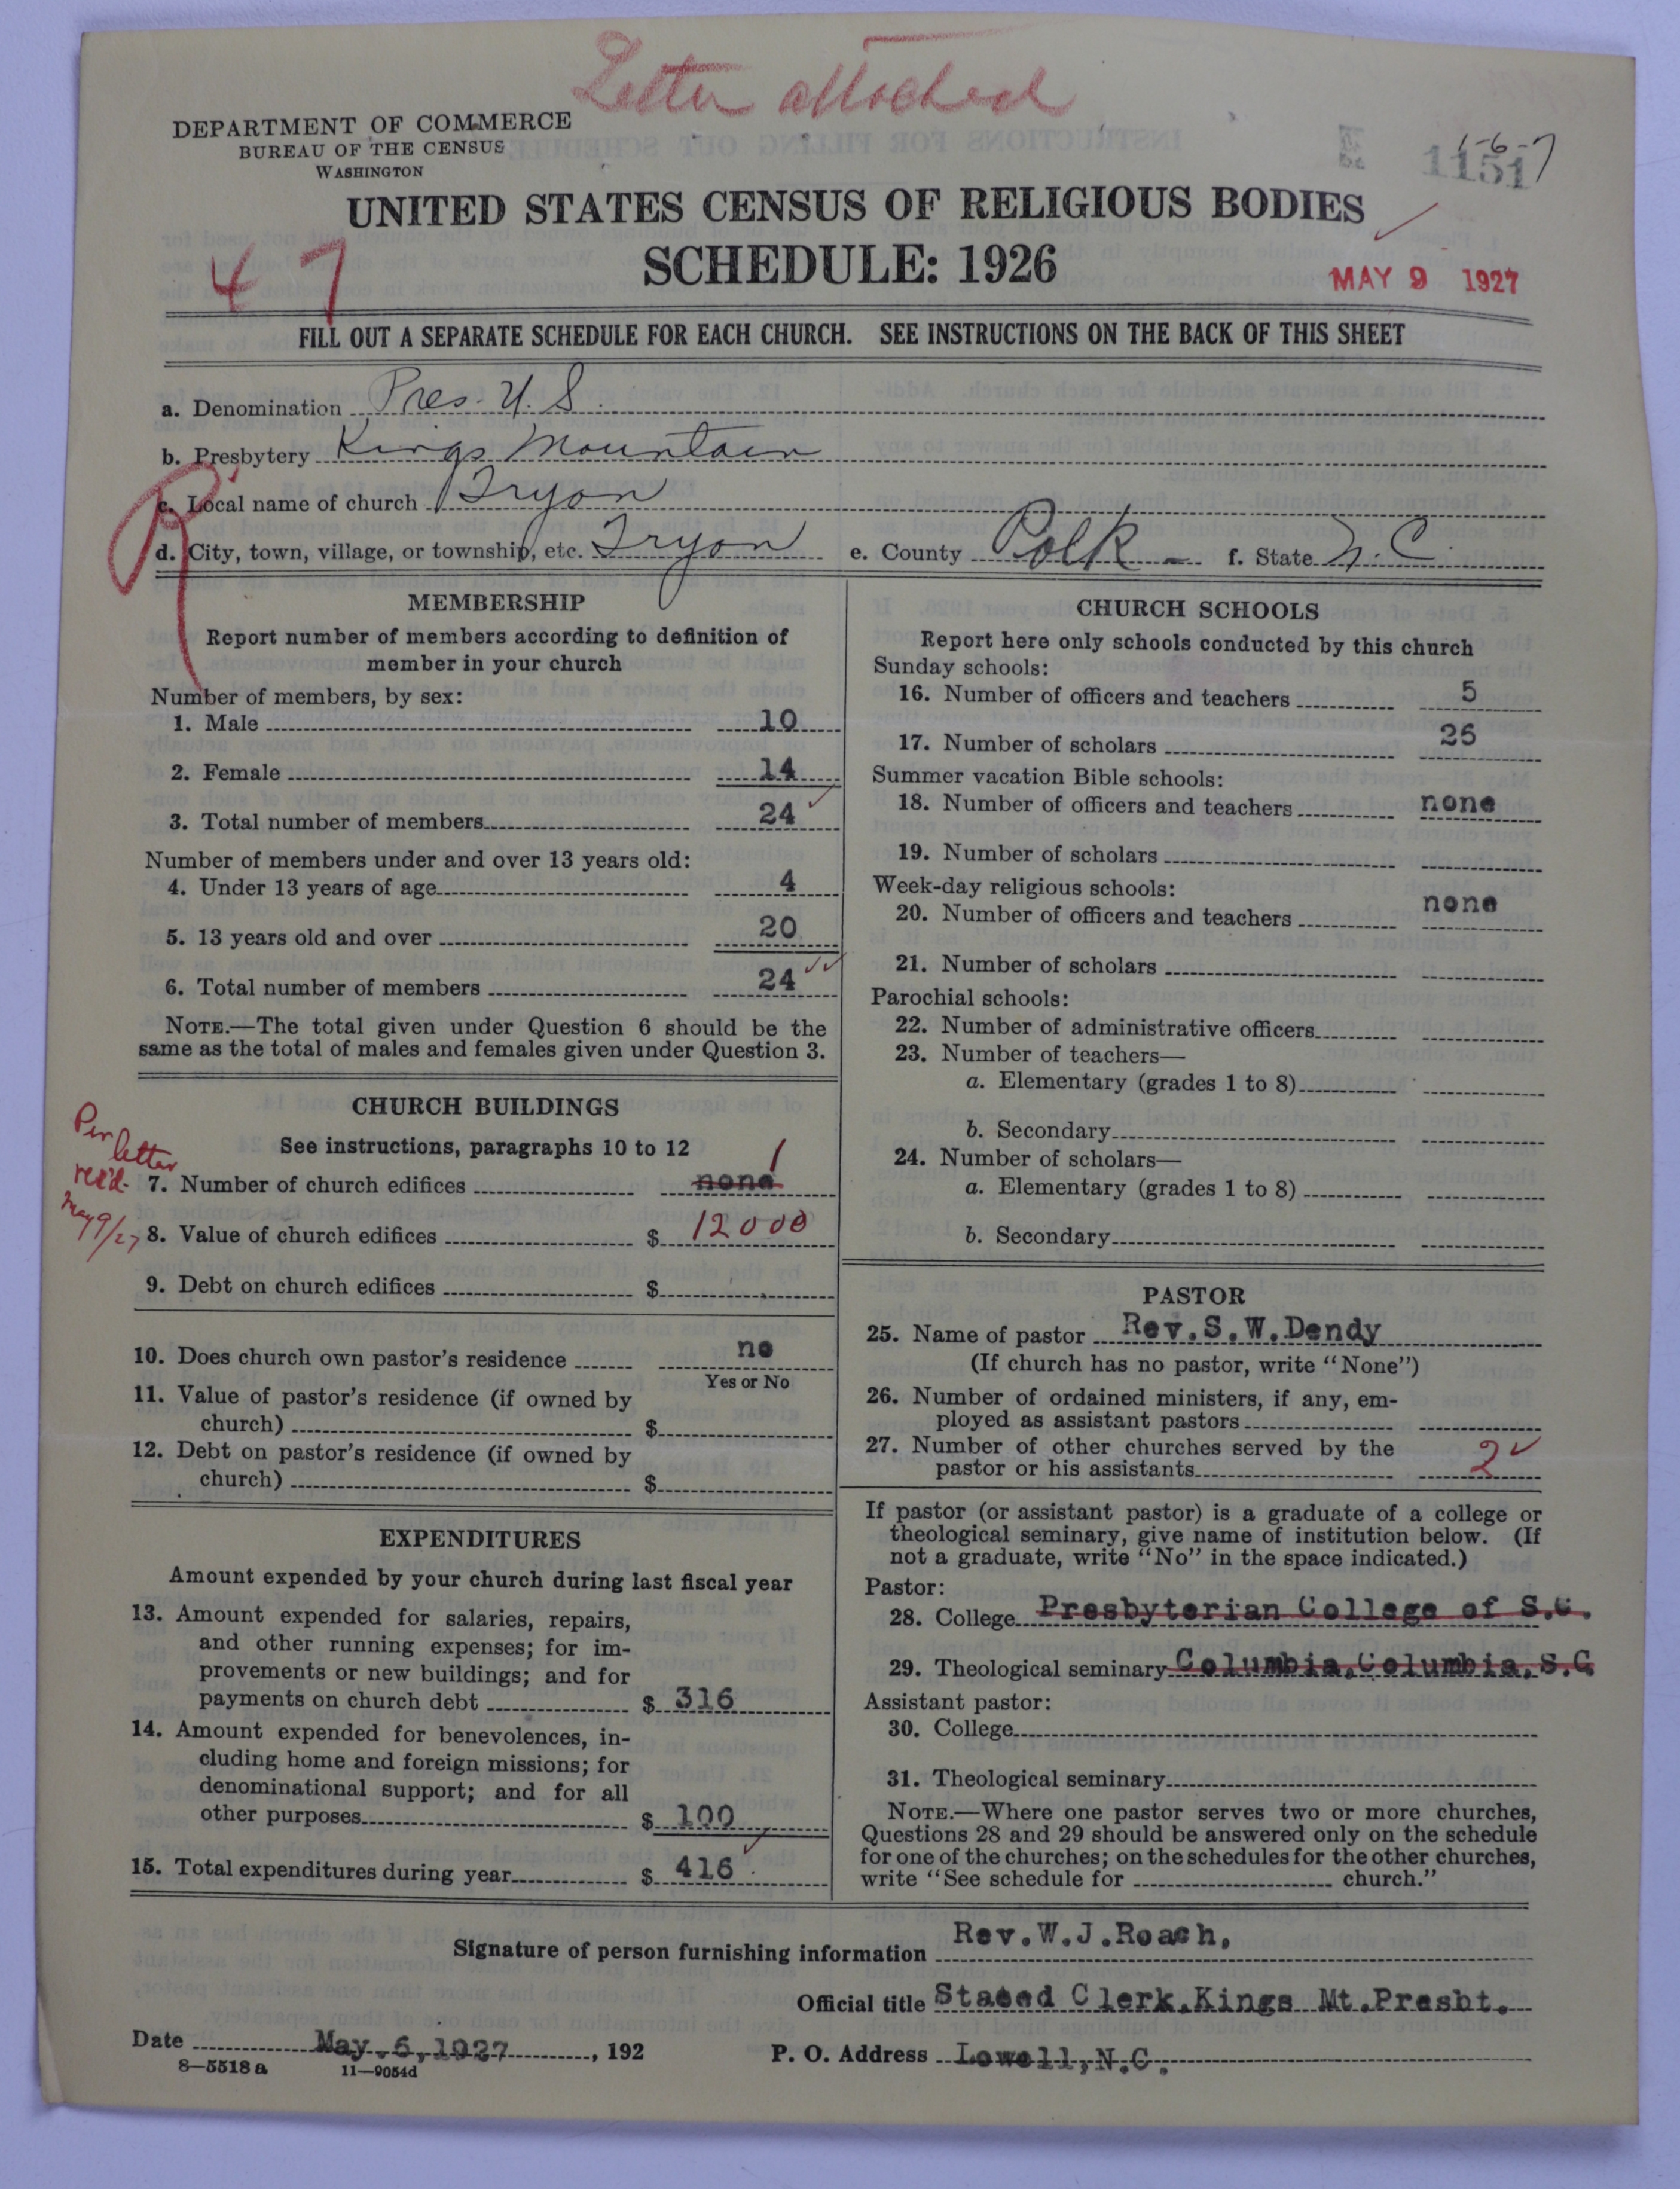 Letter attached
DEPARTMENT OF COMMERCE
BUREAU OF THE CENSUS
WASHINGTON
1-6-7
1151
UNITED STATES CENSUS OF RELIGIOUS BODIES
SCHEDULE: 1926
47
MAY 9 1927
FILL OUT A SEPARATE SCHEDULE FOR EACH CHURCH. SEE INSTRUCTIONS ON THE BACK OF THIS SHEET
a. Denomination Pres. U. S.
b. Presbytery Kings Mountain
R
c. Local name of church Tryon
d. City, town, village, or township, etc. Tryon e. County Polk f. State N. C.
MEMBERSHIP
Report number of members according to definition of
member in your church
Number of members, by sex:
1. Male 10
2. Female 14
3. Total number of members 24 ✓
Number of members under and over 13 years old:
4. Under 13 years of age 4
5. 13 years old and over 20
6. Total number of members 24 ✓✓
NOTE.—The total given under Question 6 should be the
same as the total of males and females given under Question 3.
CHURCH BUILDINGS
See instructions, paragraphs 10 to 12
Per
letter
rec'd
May 9/27
7. Number of church edifices none 1
8. Value of church edifices $ 12000
9. Debt on church edifices $
10. Does church own pastor's residence no
Yes or No
11. Value of pastor's residence (if owned by
church) $
12. Debt on pastor's residence (if owned by
church) $
EXPENDITURES
Amount expended by your church during last fiscal year
13. Amount expended for salaries, repairs,
and other running expenses; for im-
provements or new buildings; and for
payments on church debt $ 316
14. Amount expended for benevolences, in-
cluding home and foreign missions; for
denominational support; and for all
other purposes $ 100
15. Total expenditures during year $ 416 ✓
CHURCH SCHOOLS
Report here only schools conducted by this church
Sunday schools:
16. Number of officers and teachers 5
17. Number of scholars 26
Summer vacation Bible schools:
18. Number of officers and teachers none
19. Number of scholars
Week-day religious schools:
20. Number of officers and teachers none
21. Number of scholars
Parochial schools:
22. Number of administrative officers
23. Number of teachers—
a. Elementary (grades 1 to 8)
b. Secondary
24. Number of scholars—
a. Elementary (grades 1 to 8)
b. Secondary
PASTOR
25. Name of pastor Rev.S.W.Dendy
(If church has no pastor, write "None")
26. Number of ordained ministers, if any, em-
ployed as assistant pastors
27. Number of other churches served by the
pastor or his assistants 2 ✓
If pastor (or assistant pastor) is a graduate of a college or
theological seminary, give name of institution below. (If
not a graduate, write "No" in the space indicated.)
Pastor:
28. College Presbyterian College of S.C.
29. Theological seminary Columbia,Columbia,S.C
Assistant pastor:
30. College
31. Theological seminary
NOTE.—Where one pastor serves two or more churches,
Questions 28 and 29 should be answered only on the schedule
for one of the churches; on the schedules for the other churches,
write "See schedule for church."
Signature of person furnishing information Rev.W.J.Roach,
Official title Stated Clerk,Kings Mt.Presbt.
Date May 6,1927, 192 P. O. Address Lowell,N.C.
8—5518 a 11—9054d